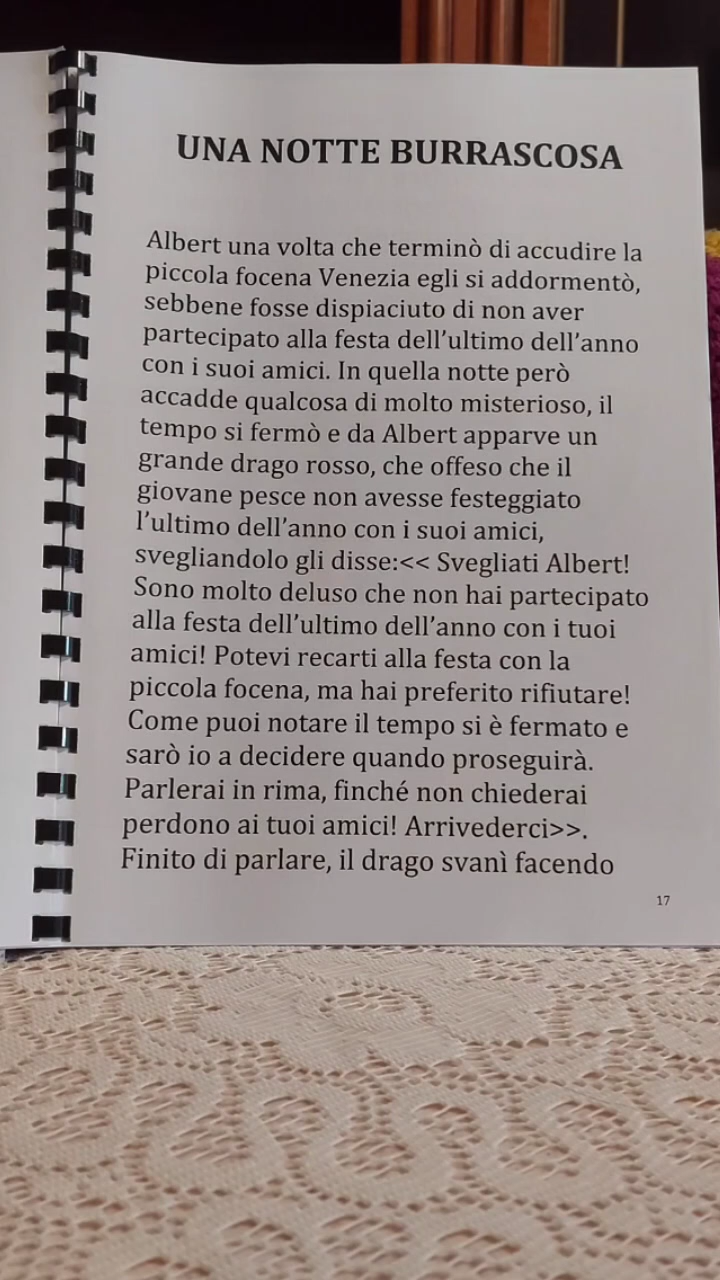 UNA NOTTE BURRASCOSA
Albert una volta che terminò di accudire la
piccola focena Venezia egli si addormentò,
sebbene fosse dispiaciuto di non aver
partecipato alla festa dell’ultimo dell’anno
con i suoi amici. In quella notte però
accadde qualcosa di molto misterioso, il
tempo si fermò e da Albert apparve un
grande drago rosso, che offeso che il
giovane pesce non avesse festeggiato
l’ultimo dell’anno con i suoi amici,
svegliandolo gli disse:<< Svegliati Albert!
Sono molto deluso che non hai partecipato
alla festa dell’ultimo dell’anno con i tuoi
amici! Potevi recarti alla festa con la
piccola focena, ma hai preferito rifiutare!
Come puoi notare il tempo si è fermato e
sarò io a decidere quando proseguirà.
Parlerai in rima, finché non chiederai
perdono ai tuoi amici! Arrivederci>>.
Finito di parlare, il drago svanì facendo
17